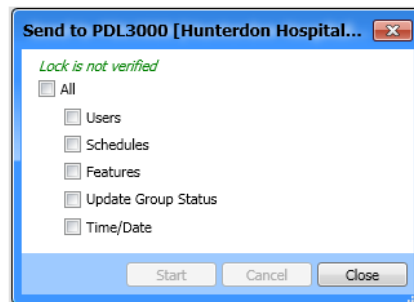 Send to PDL3000 [Hunterdon Hospital...
Lock is not verified
All
Users
Schedules
Features
Update Group Status
Time/Date
Start Cancel Close